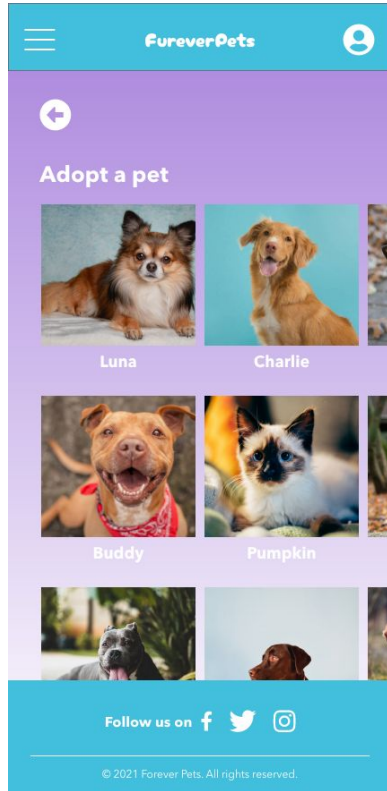 FureverPets
Adopt a pet
Luna
Charlie
Buddy
Pumpkin
Follow us on
© 2021 Forever Pets. All rights reserved.